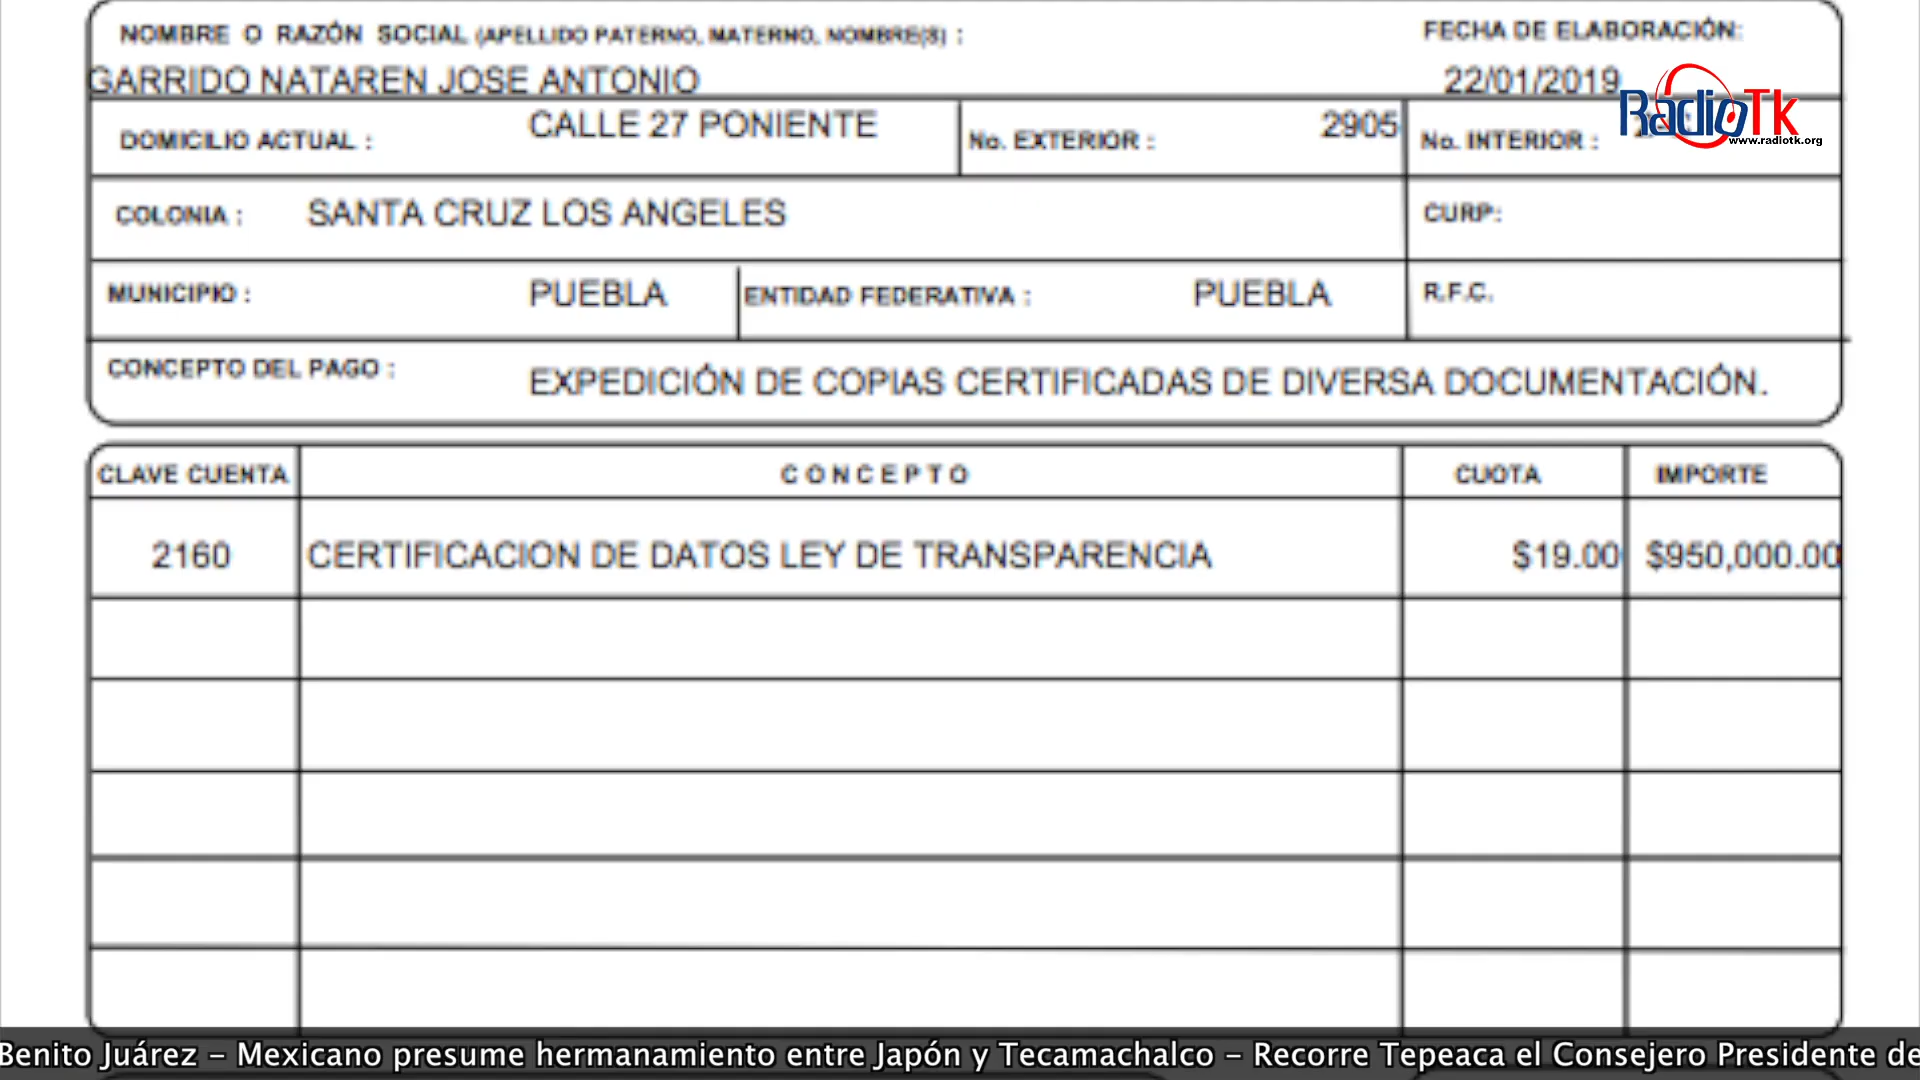 NOMBRE O RAZÓN SOCIAL (APELLIDO PATERNO, MATERNO, NOMBRE(S) :
FECHA DE ELABORACIÓN:
GARRIDO NATAREN JOSE ANTONIO
22/01/2019
RadioTk
www.radiotk.org
DOMICILIO ACTUAL :
CALLE 27 PONIENTE
No. EXTERIOR :
2905
No. INTERIOR :
COLONIA :
SANTA CRUZ LOS ANGELES
CURP:
MUNICIPIO :
PUEBLA
ENTIDAD FEDERATIVA :
PUEBLA
R.F.C.
CONCEPTO DEL PAGO :
EXPEDICIÓN DE COPIAS CERTIFICADAS DE DIVERSA DOCUMENTACIÓN.
CLAVE CUENTA
CONCEPTO
CUOTA
IMPORTE
2160
CERTIFICACION DE DATOS LEY DE TRANSPARENCIA
$19.00
$950,000.00
Benito Juárez – Mexicano presume hermanamiento entre Japón y Tecamachalco – Recorre Tepeaca el Consejero Presidente de